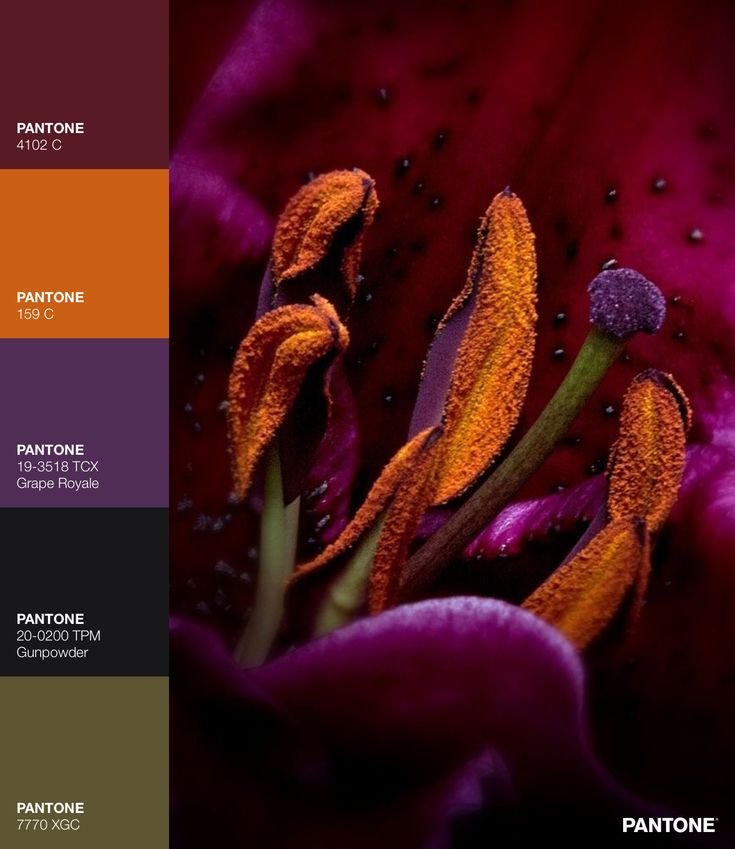 PANTONE
4102 C
PANTONE
159 C
PANTONE
19-3518 TCX
Grape Royale
PANTONE
20-0200 TPM
Gunpowder
PANTONE
7770 XGC
PANTONE